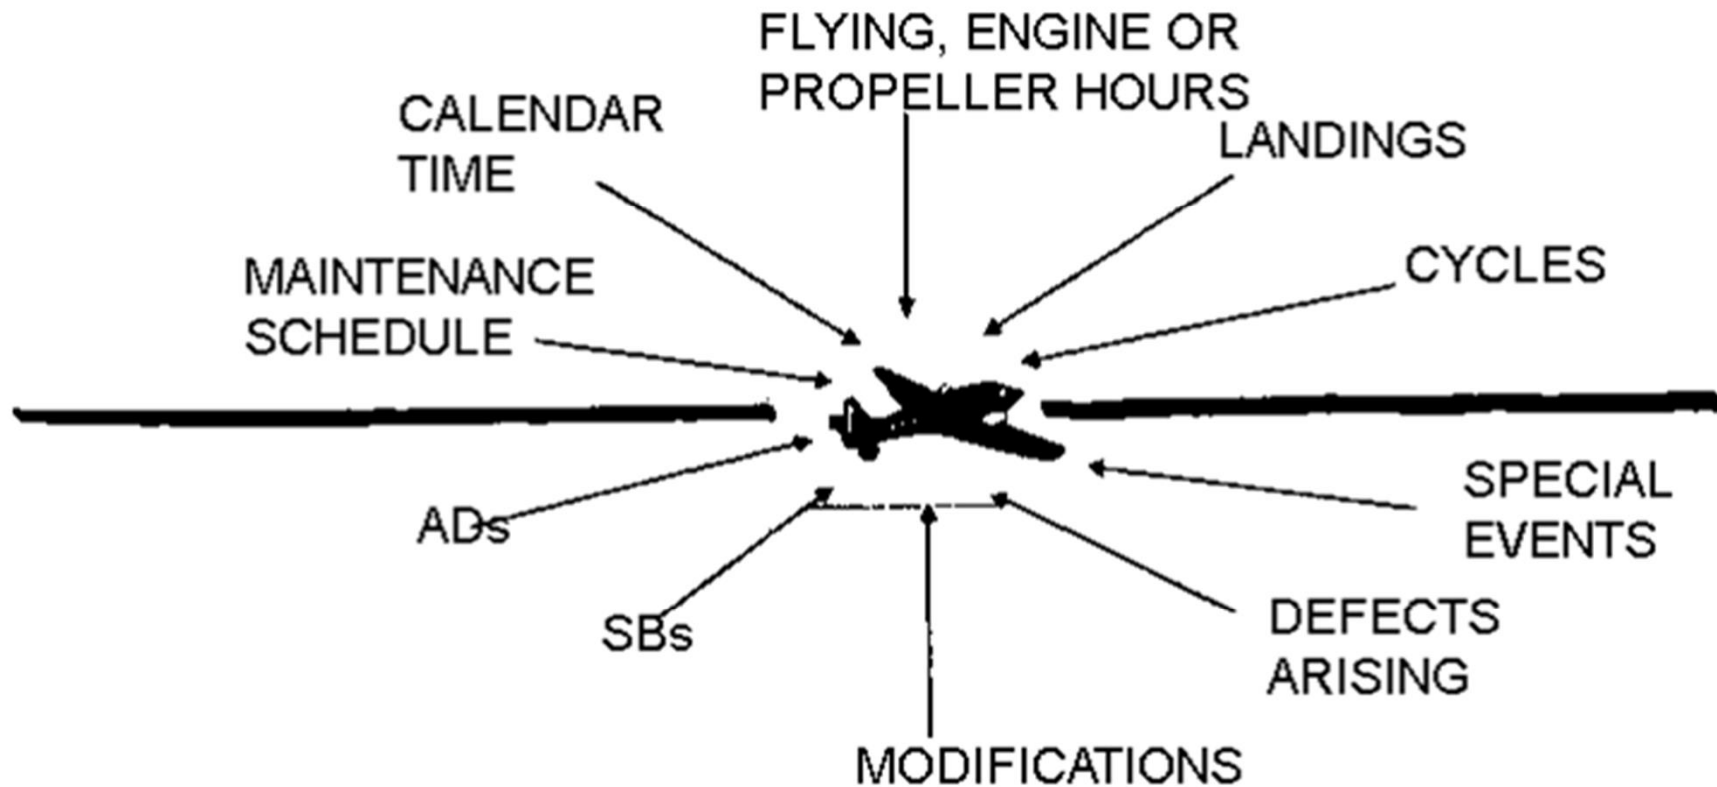 FLYING, ENGINE OR
PROPELLER HOURS
CALENDAR
TIME
LANDINGS
MAINTENANCE
SCHEDULE
CYCLES
ADs
SPECIAL
EVENTS
SBs
DEFECTS
ARISING
MODIFICATIONS